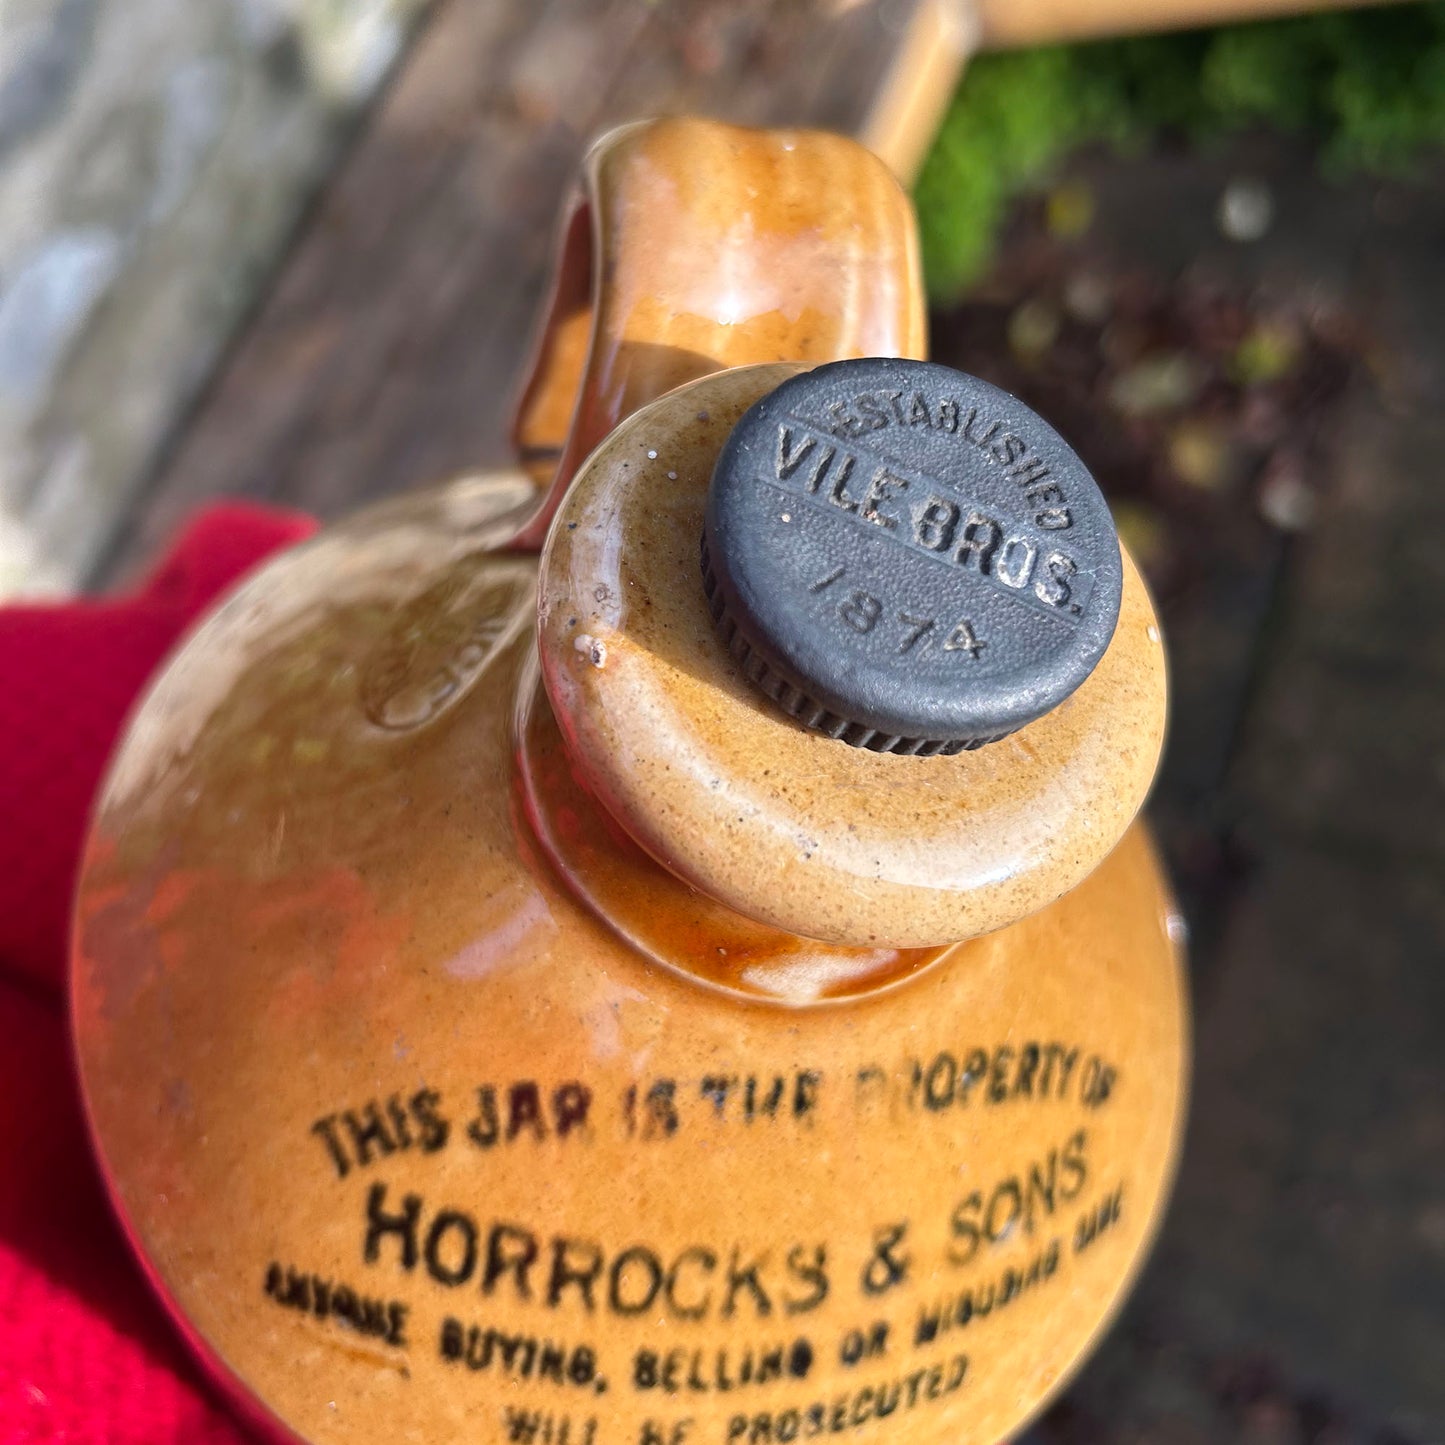 ESTABLISHED
VILE BROS.
1874
THIS JAR IS THE PROPERTY OF
HORROCKS & SONS
ANYONE BUYING, SELLING OR MISUSING SAME
WILL BE PROSECUTED